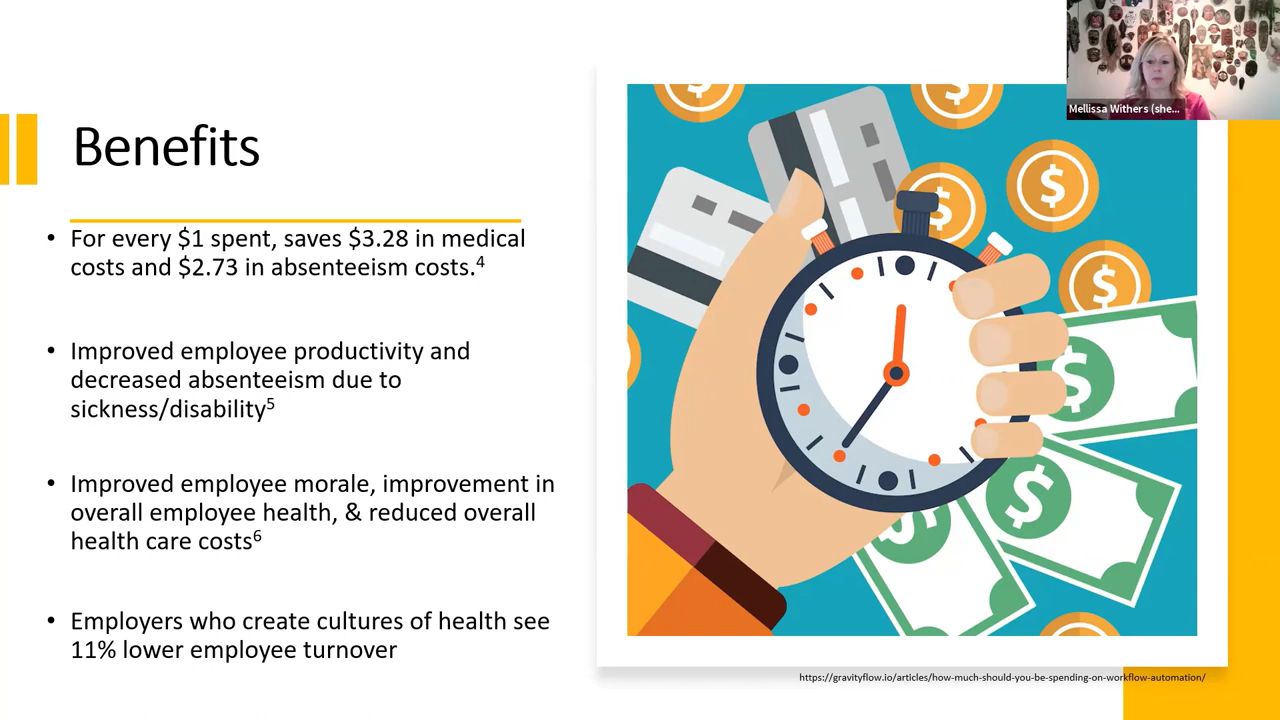 Mellissa Withers (she...
Benefits
• For every $1 spent, saves $3.28 in medical
costs and $2.73 in absenteeism costs.4
• Improved employee productivity and
decreased absenteeism due to
sickness/disability5
• Improved employee morale, improvement in
overall employee health, & reduced overall
health care costs6
• Employers who create cultures of health see
11% lower employee turnover
$
$
$
$
$
$
$
$
https://gravityflow.io/articles/how-much-should-you-be-spending-on-workflow-automation/